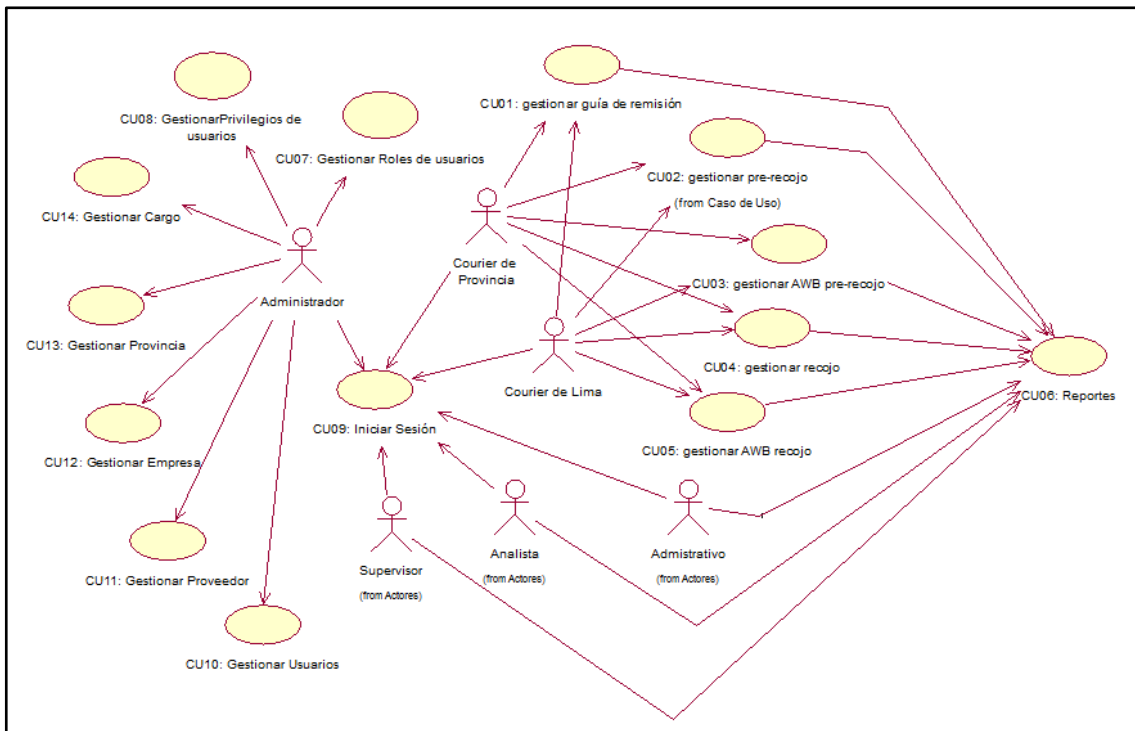 CU01: gestionar guía de remisión
CU08: GestionarPrivilegios de
usuarios
CU07: Gestionar Roles de usuarios
CU02: gestionar pre-recojo
(from Caso de Uso)
CU14: Gestionar Cargo
Courier de
Provincia
Administrador
CU03: gestionar AWB pre-recojo
CU13: Gestionar Provincia
CU04: gestionar recojo
Courier de Lima
CU06: Reportes
CU09: Iniciar Sesión
CU05: gestionar AWB recojo
CU12: Gestionar Empresa
Supervisor
(from Actores)
Analista
(from Actores)
Admistrativo
(from Actores)
CU11: Gestionar Proveedor
CU10: Gestionar Usuarios